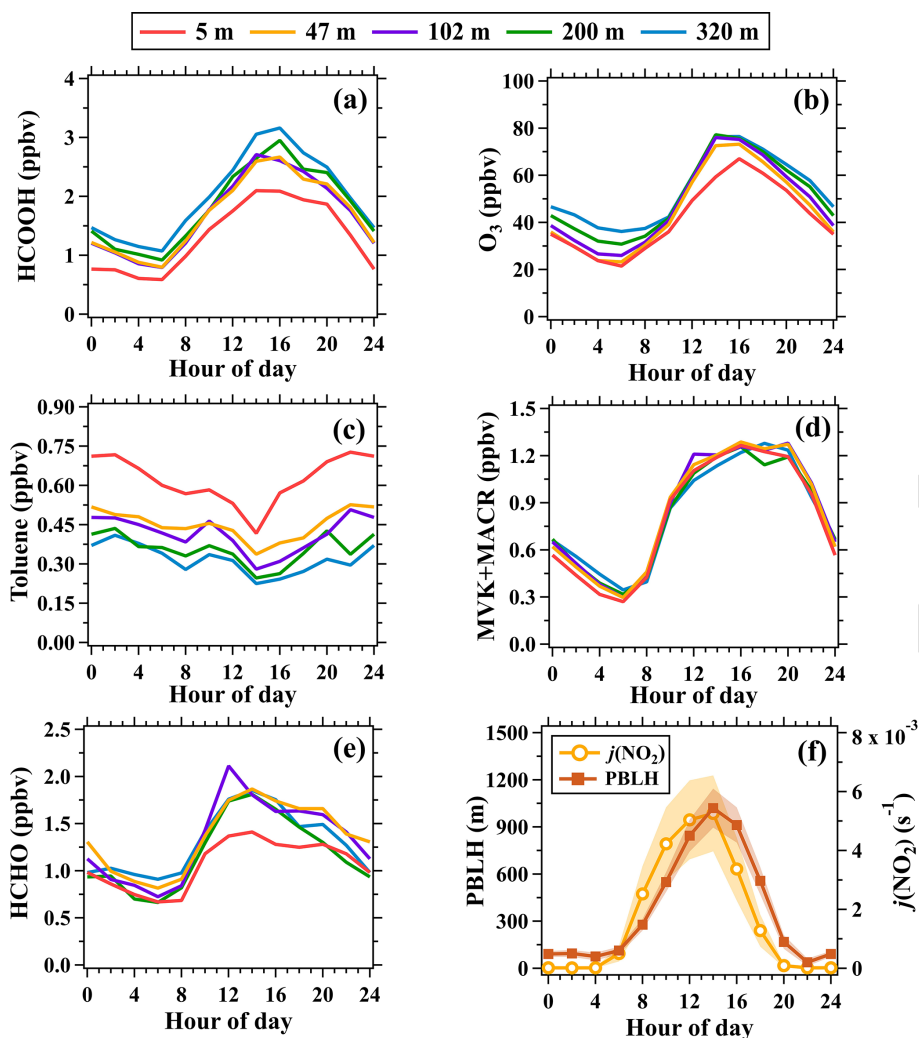 5 m 47 m 102 m 200 m 320 m
(a)
HCOOH (ppbv)
4
3
2
1
0
0 4 8 12 16 20 24
Hour of day
(b)
O3 (ppbv)
100
80
60
40
20
0
0 4 8 12 16 20 24
Hour of day
(c)
Toluene (ppbv)
0.90
0.75
0.60
0.45
0.30
0.15
0.00
0 4 8 12 16 20 24
Hour of day
(d)
MVK+MACR (ppbv)
1.5
1.2
0.9
0.6
0.3
0.0
0 4 8 12 16 20 24
Hour of day
(e)
HCHO (ppbv)
2.5
2.0
1.5
1.0
0.5
0.0
0 4 8 12 16 20 24
Hour of day
(f)
j(NO2)
PBLH
PBLH (m)
1500
1200
900
600
300
0
8 x 10-3
6
4
2
0
j(NO2) (s-1)
0 4 8 12 16 20 24
Hour of day